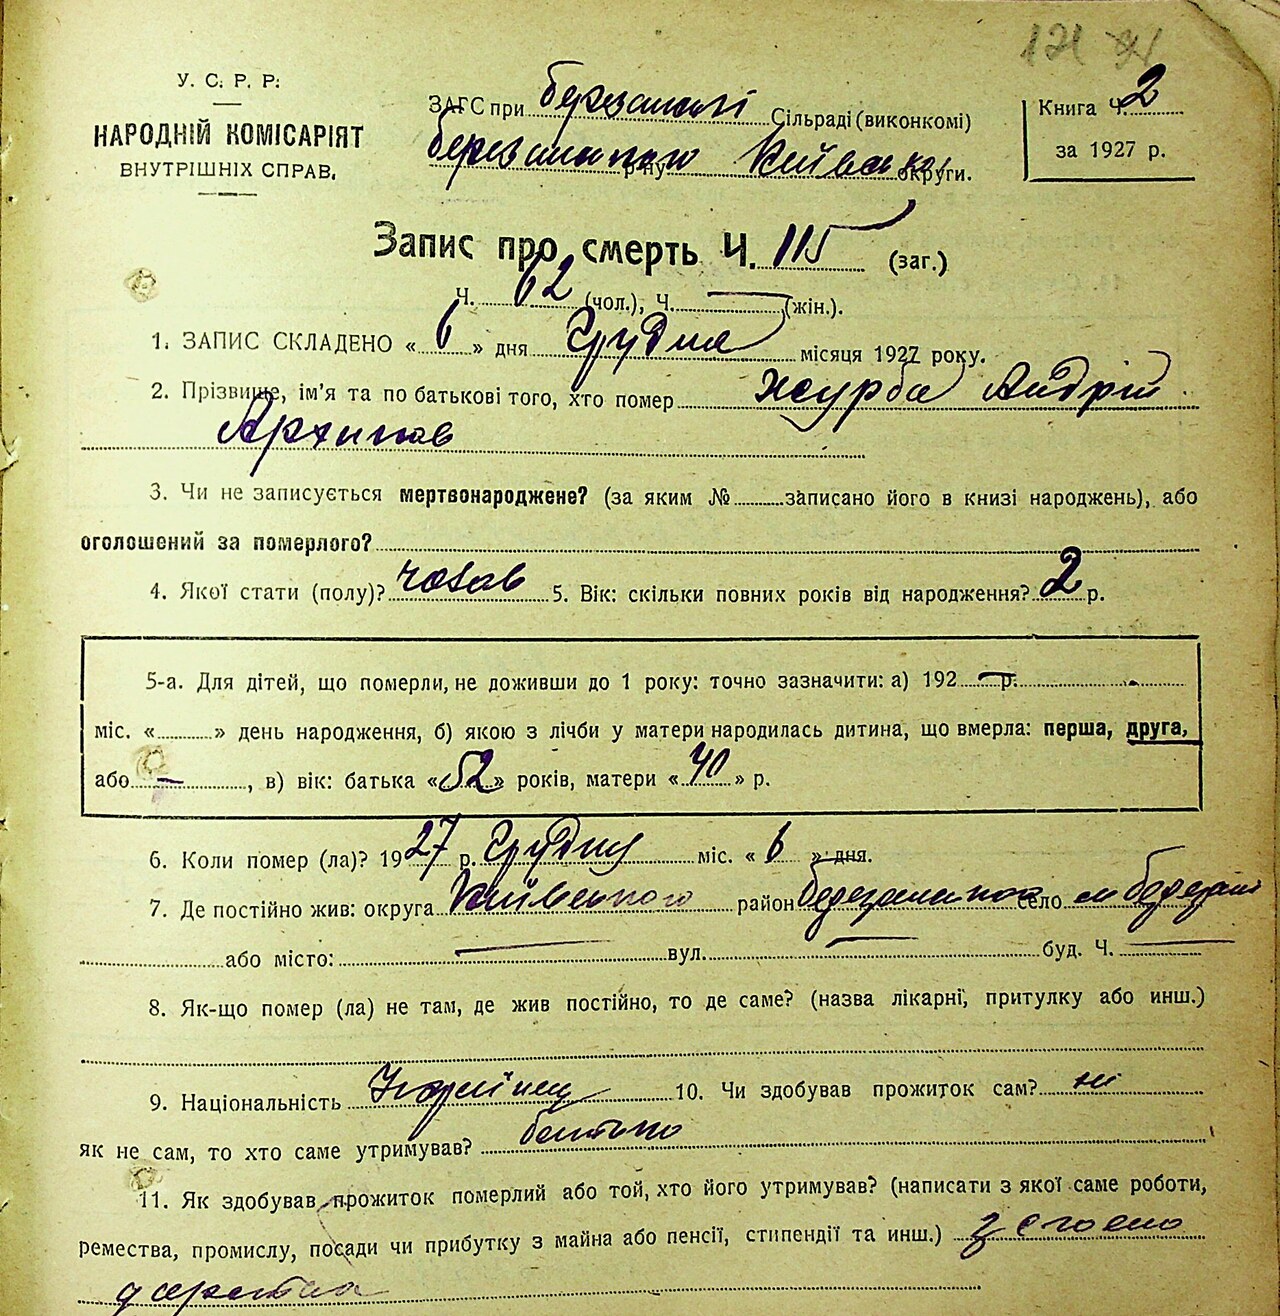 121
У. С. Р. Р.
НАРОДНІЙ КОМІСАРІЯТ
ВНУТРІШНІХ СПРАВ.
ЗАГС при березанській Сільраді (виконкомі)
березанського р-ну Київської округи.
Книга Ч. 2
за 1927 р.
Запис про смерть Ч. 115 (заг.)
Ч. 62 (чол.), Ч. — (жін.).
1. ЗАПИС СКЛАДЕНО « 6 » дня Грудня місяця 1927 року.
2. Прізвище, ім'я та по батькові того, хто помер Журба Андрій
Архипов
3. Чи не записується мертвонароджене? (за яким № записано його в книзі народжень), або
оголошений за померлого?
4. Якої стати (полу)? чолов 5. Вік: скільки повних років від народження? 2 р.
5-а. Для дітей, що померли, не доживши до 1 року: точно зазначити: а) 192 — р.
міс. « » день народження, б) якою з лічби у матери народилась дитина, що вмерла: перша, друга,
або —, в) вік: батька « 52 » років, матери « 40 » р.
6. Коли помер (ла)? 1927 р. Грудня міс. « 6 » дня.
7. Де постійно жив: округа Київського район березанського село м березані
або місто: — вул. — буд. Ч. —
8. Як-що помер (ла) не там, де жив постійно, то де саме? (назва лікарні, притулку або инш.)
9. Національність Українец 10. Чи здобував прожиток сам? ні
як не сам, то хто саме утримував? батько
11. Як здобував прожиток померлий або той, хто його утримував? (написати з якої саме роботи,
ремества, промислу, посади чи прибутку з майна або пенсії, стипендії та инш.) з свого